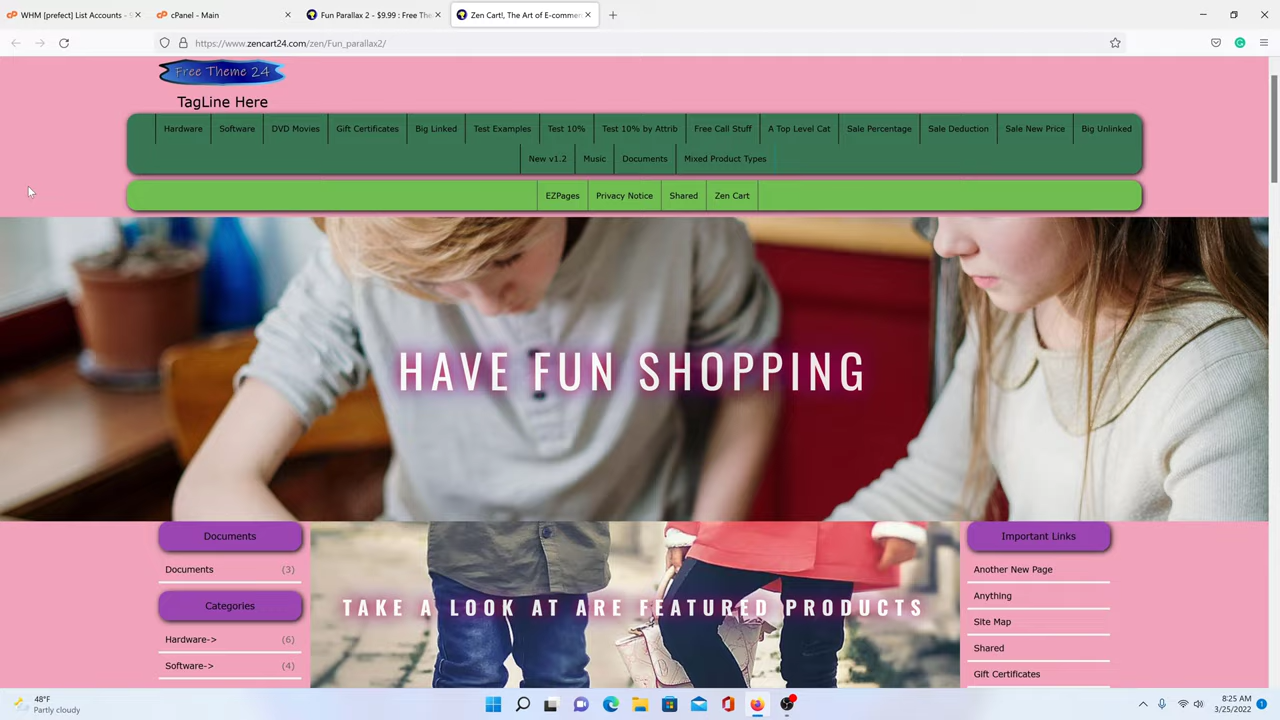 WHM [prefect] List Accounts -
cPanel - Main
Fun Parallax 2 - $9.99 : Free The
Zen Cart!, The Art of E-commer
https://www.zencart24.com/zen/Fun_parallax2/
Free Theme 24
TagLine Here
Hardware Software DVD Movies Gift Certificates Big Linked Test Examples Test 10% Test 10% by Attrib Free Call Stuff A Top Level Cat Sale Percentage Sale Deduction Sale New Price Big Unlinked
New v1.2 Music Documents Mixed Product Types
EZPages Privacy Notice Shared Zen Cart
HAVE FUN SHOPPING
Documents
Documents (3)
Categories
Hardware-> (6)
Software-> (4)
TAKE A LOOK AT ARE FEATURED PRODUCTS
Important Links
Another New Page
Anything
Site Map
Shared
Gift Certificates
48°F
Partly cloudy
8:25 AM
3/25/2022